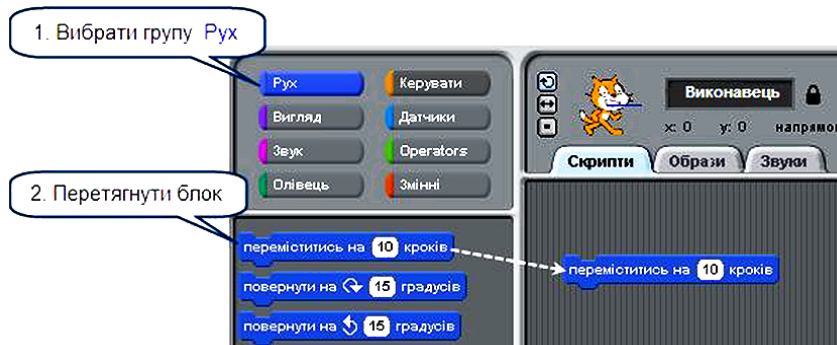 1. Вибрати групу Рух
Рух
Керувати
Вигляд
Датчики
Звук
Operators
Олівець
Змінні
Виконавець
x: 0 y: 0 напрямок
Скрипти
Образи
Звуки
2. Перетягнути блок
переміститись на 10 кроків
повернути на 15 градусів
повернути на 15 градусів
переміститись на 10 кроків